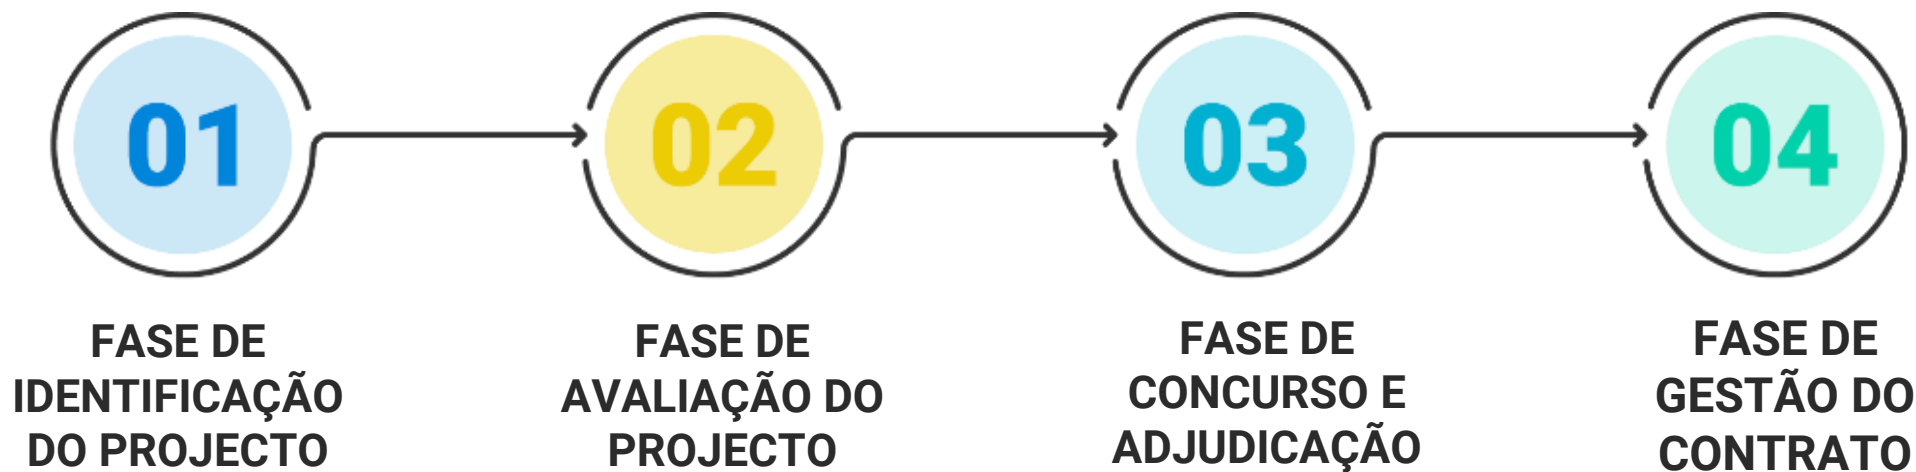 01
02
03
04
FASE DE
IDENTIFICAÇÃO
DO PROJECTO
FASE DE
AVALIAÇÃO DO
PROJECTO
FASE DE
CONCURSO E
ADJUDICAÇÃO
FASE DE
GESTÃO DO
CONTRATO